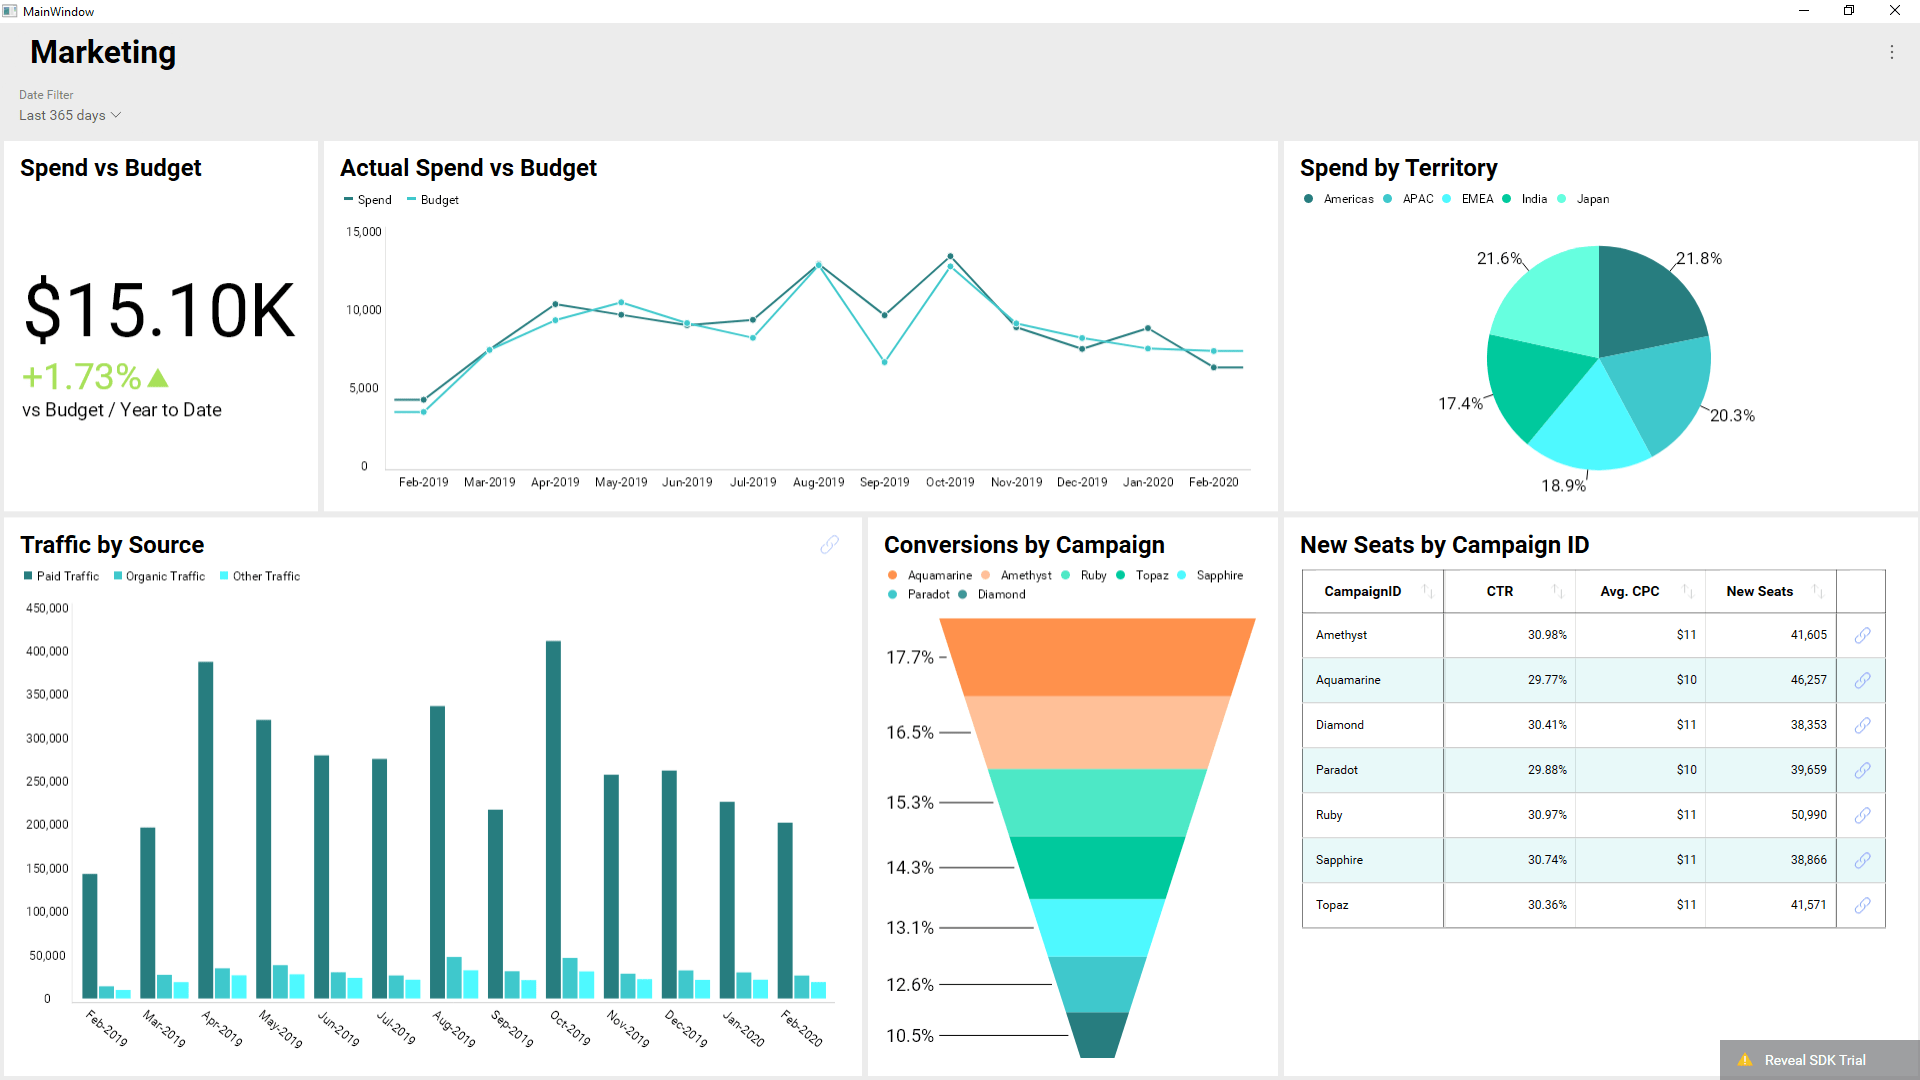 MainWindow
Marketing
Date Filter
Last 365 days
Spend vs Budget
$15.10K
+1.73%
vs Budget / Year to Date
Actual Spend vs Budget
Spend Budget
15,000
10,000
5,000
0
Feb-2019 Mar-2019 Apr-2019 May-2019 Jun-2019 Jul-2019 Aug-2019 Sep-2019 Oct-2019 Nov-2019 Dec-2019 Jan-2020 Feb-2020
Spend by Territory
Americas APAC EMEA India Japan
21.6% 21.8%
17.4% 20.3%
18.9%
Traffic by Source
Paid Traffic Organic Traffic Other Traffic
450,000
400,000
350,000
300,000
250,000
200,000
150,000
100,000
50,000
0
Feb-2019 Mar-2019 Apr-2019 May-2019 Jun-2019 Jul-2019 Aug-2019 Sep-2019 Oct-2019 Nov-2019 Dec-2019 Jan-2020 Feb-2020
Conversions by Campaign
Aquamarine Amethyst Ruby Topaz Sapphire
Paradot Diamond
17.7%
16.5%
15.3%
14.3%
13.1%
12.6%
10.5%
New Seats by Campaign ID
CampaignID CTR Avg. CPC New Seats
Amethyst 30.98% $11 41,605
Aquamarine 29.77% $10 46,257
Diamond 30.41% $11 38,353
Paradot 29.88% $10 39,659
Ruby 30.97% $11 50,990
Sapphire 30.74% $11 38,866
Topaz 30.36% $11 41,571
Reveal SDK Trial